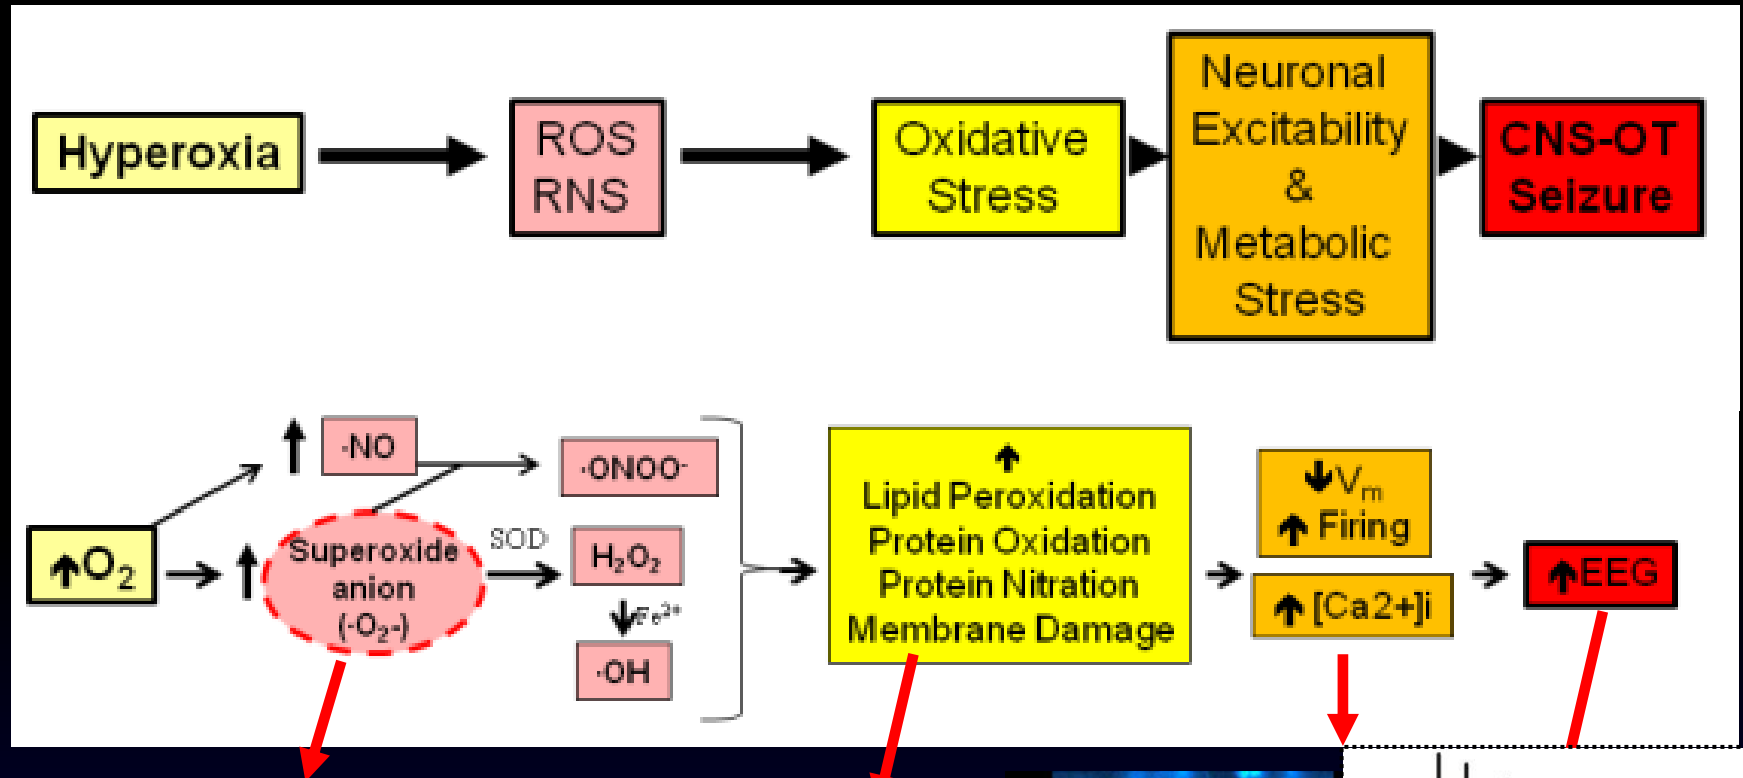 Hyperoxia
ROS
RNS
Oxidative
Stress
Neuronal
Excitability
&
Metabolic
Stress
CNS-OT
Seizure
↑O₂
↑
·NO
·ONOO⁻
↑
Superoxide
anion
(·O₂-)
SOD
H₂O₂
↓Fe²⁺
·OH
↑
Lipid Peroxidation
Protein Oxidation
Protein Nitration
Membrane Damage
↓Vₘ
↑ Firing
↑ [Ca2+]i
↑EEG